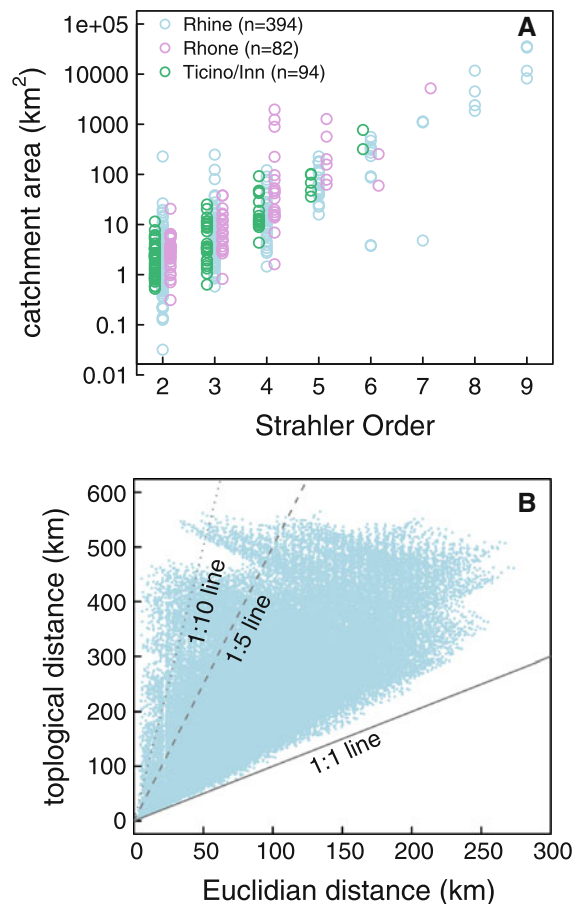 A
Rhine (n=394)
Rhone (n=82)
Ticino/Inn (n=94)
catchment area (km²)
1e+05
10000
1000
100
10
1
0.1
0.01
2 3 4 5 6 7 8 9
Strahler Order
B
toplogical distance (km)
600
500
400
300
200
100
0
1:10 line
1:5 line
1:1 line
0 50 100 150 200 250 300
Euclidian distance (km)